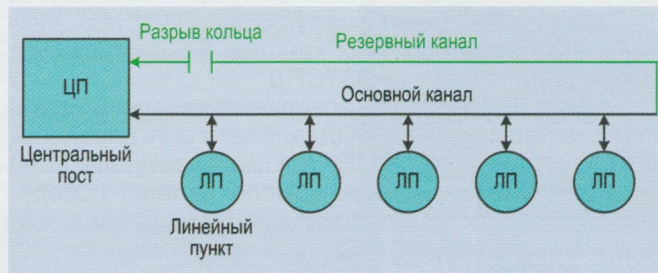 Разрыв кольца
Резервный канал
ЦП
Основной канал
Центральный
пост
ЛП
ЛП
ЛП
ЛП
ЛП
Линейный
пункт